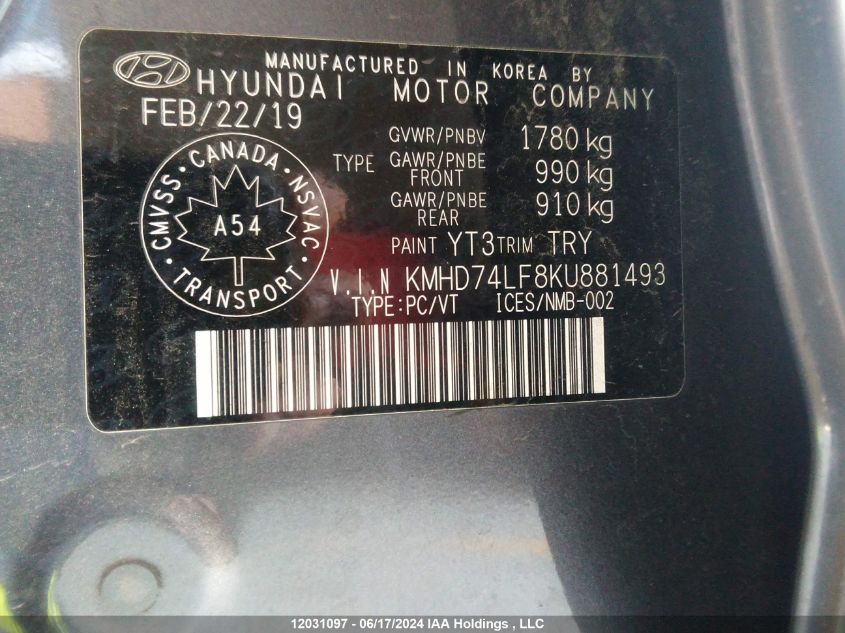 MANUFACTURED IN KOREA BY
HYUNDAI MOTOR COMPANY
FEB/22/19
GVWR/PNBV 1780 kg
TYPE GAWR/PNBE FRONT 990 kg
GAWR/PNBE REAR 910 kg
PAINT YT3 TRIM TRY
CMVSS · CANADA · NSVAC · TRANSPORT ·
A54
V.I.N KMHD74LF8KU881493
TYPE:PC/VT ICES/NMB-002
12031097 - 06/17/2024 IAA Holdings , LLC